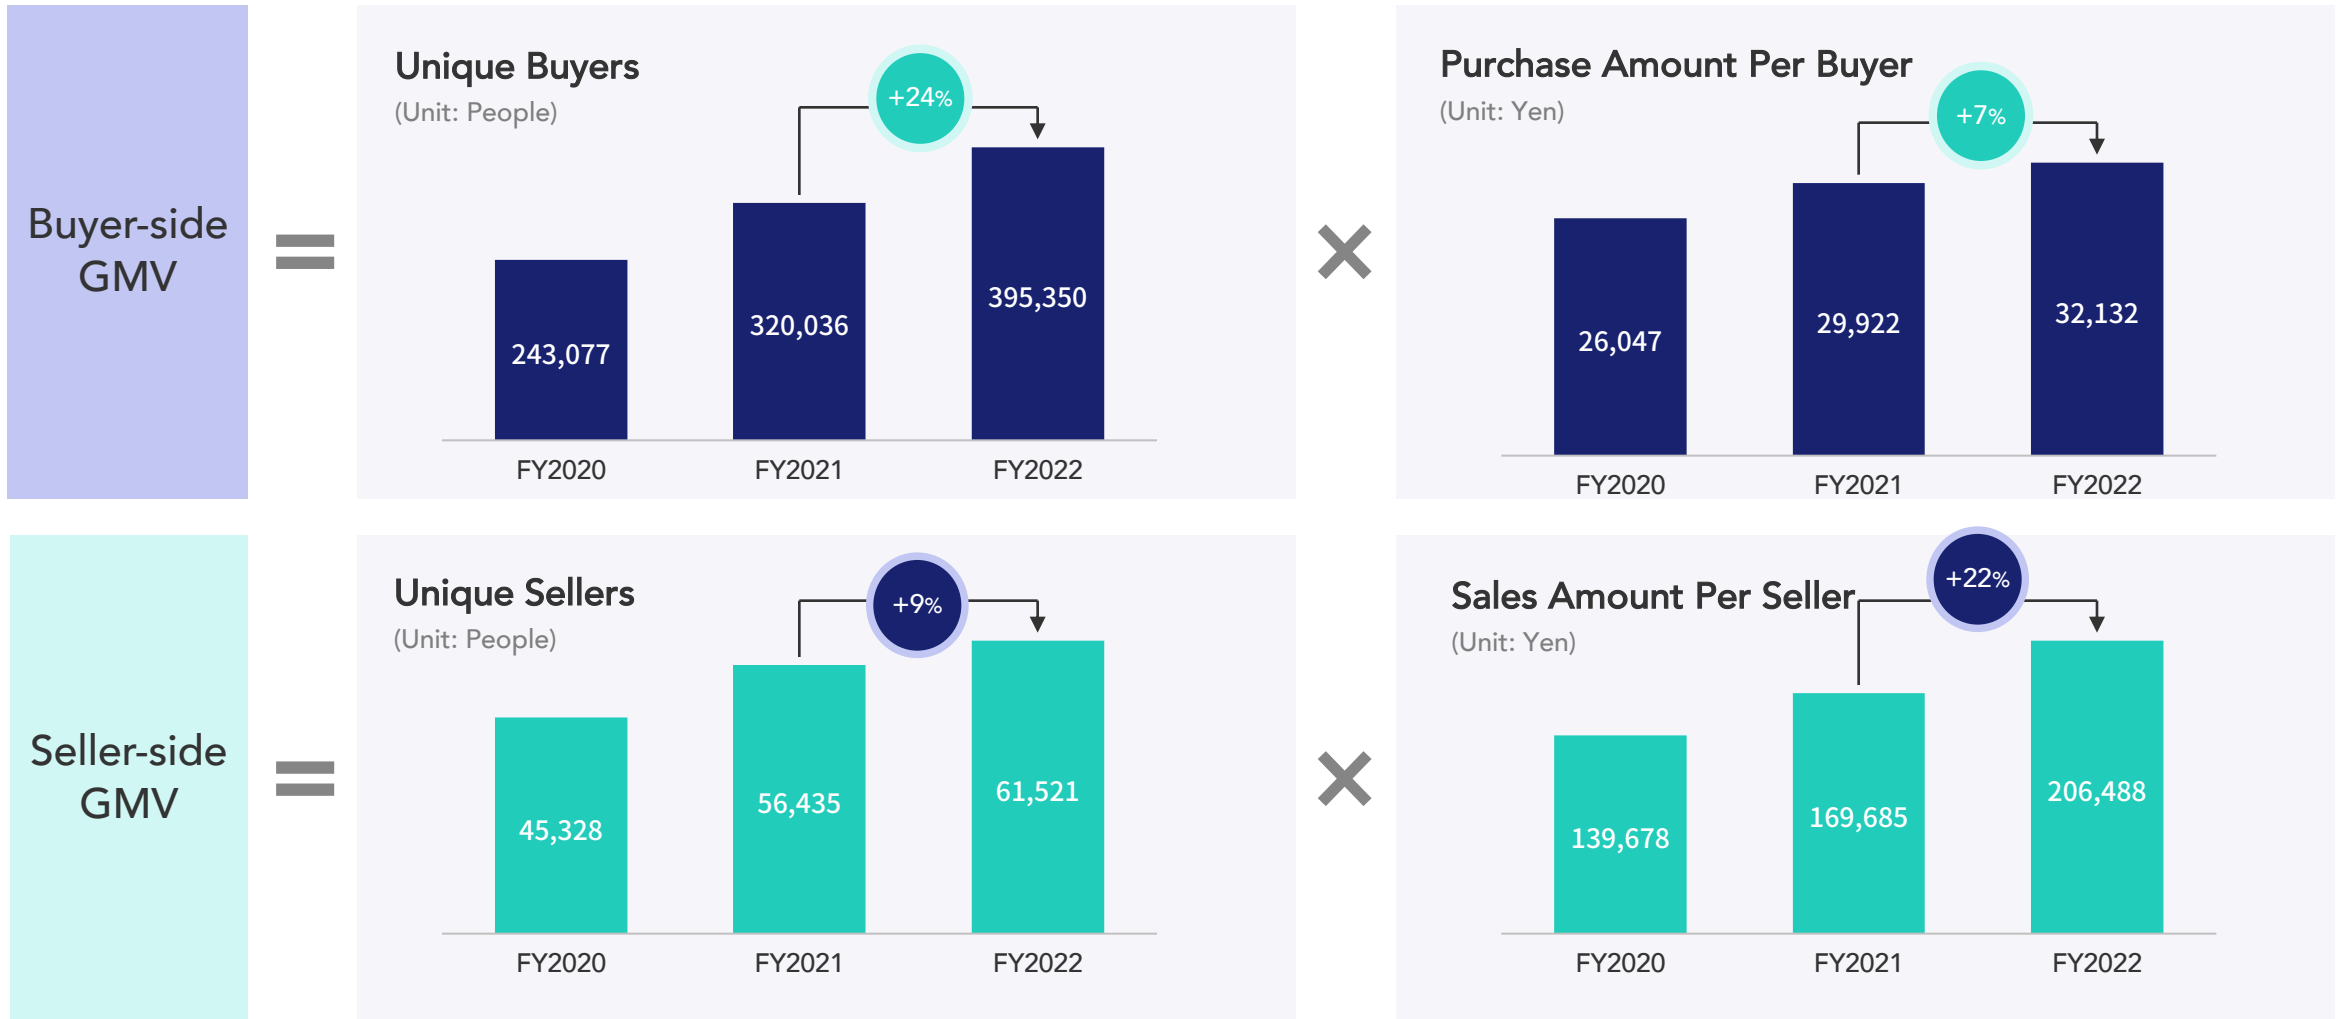 Buyer-side
GMV
=
Unique Buyers
(Unit: People)
+24%
243,077
320,036
395,350
FY2020
FY2021
FY2022
×
Purchase Amount Per Buyer
(Unit: Yen)
+7%
26,047
29,922
32,132
FY2020
FY2021
FY2022
Seller-side
GMV
=
Unique Sellers
(Unit: People)
+9%
45,328
56,435
61,521
FY2020
FY2021
FY2022
×
Sales Amount Per Seller
(Unit: Yen)
+22%
139,678
169,685
206,488
FY2020
FY2021
FY2022